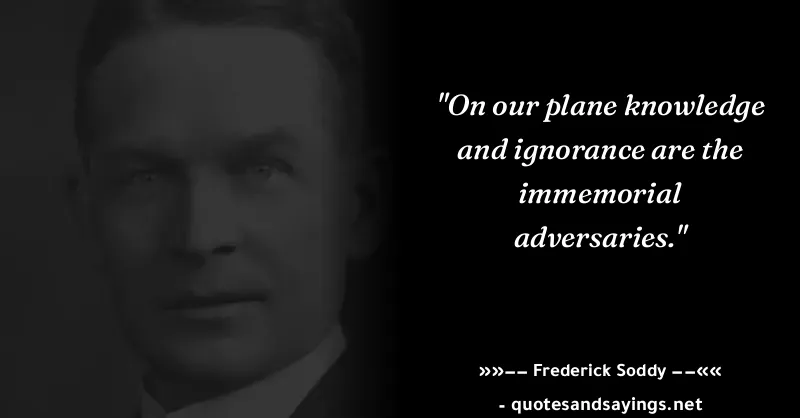 "On our plane knowledge
and ignorance are the
immemorial
adversaries."
»»−− Frederick Soddy −−««
- quotesandsayings.net